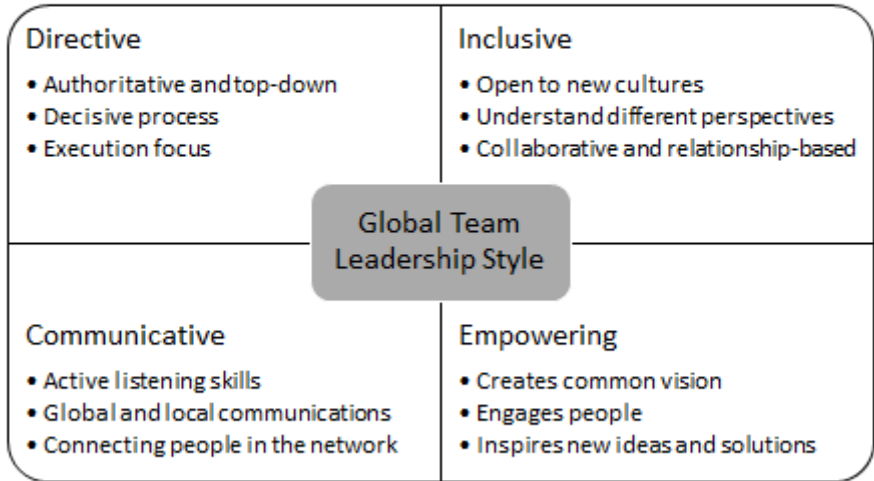 Directive
• Authoritative and top-down
• Decisive process
• Execution focus
Inclusive
• Open to new cultures
• Understand different perspectives
• Collaborative and relationship-based
Global Team
Leadership Style
Communicative
• Active listening skills
• Global and local communications
• Connecting people in the network
Empowering
• Creates common vision
• Engages people
• Inspires new ideas and solutions